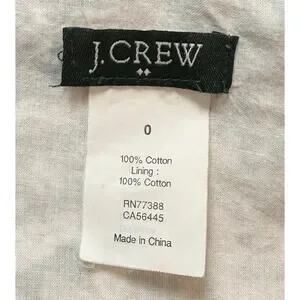 J.CREW
0
100% Cotton
Lining :
100% Cotton
RN77388
CA56445
Made in China